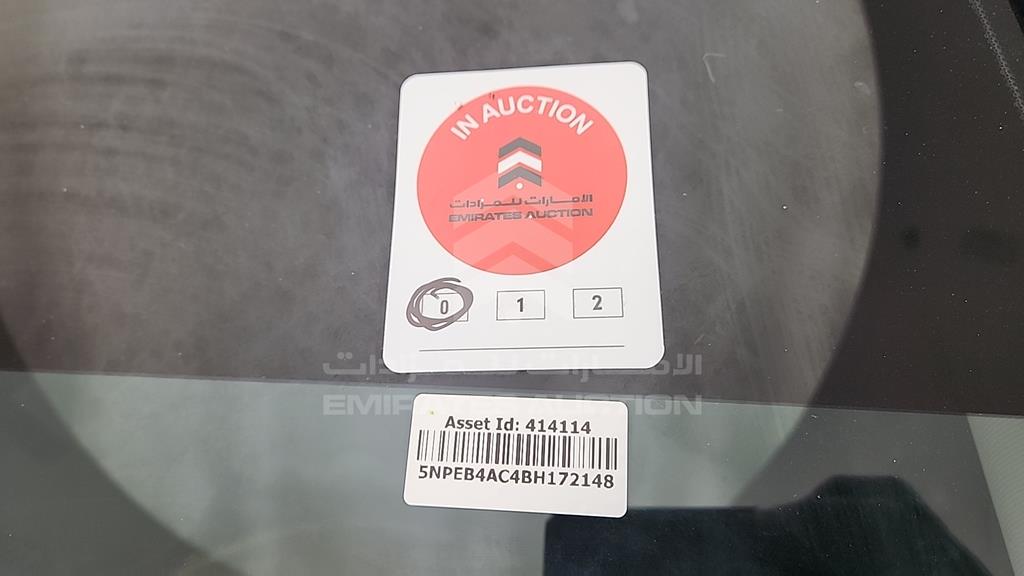 IN AUCTION
الامارات للمزادات
EMIRATES AUCTION
0 1 2
الامارات للمزادات
EMIRATES AUCTION
Asset Id: 414114
5NPEB4AC4BH172148